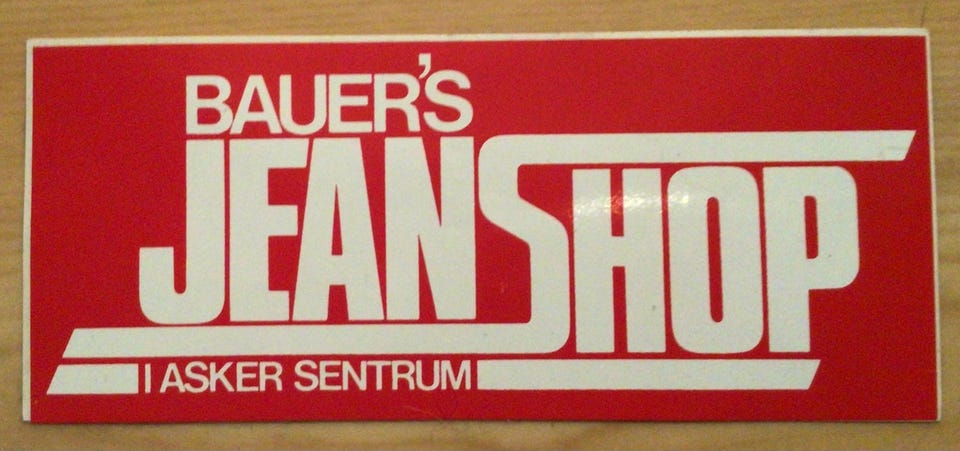 BAUER'S
JEANSHOP
I ASKER SENTRUM